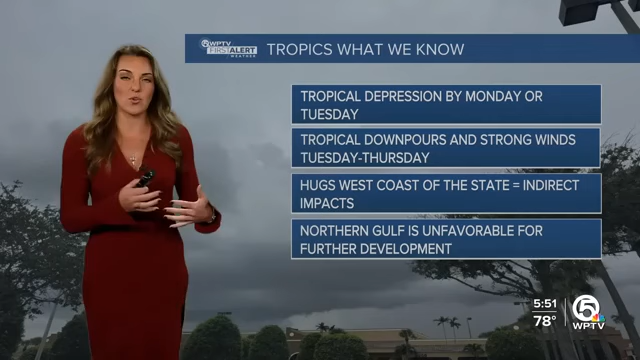 WPTV
FIRST ALERT
WEATHER
TROPICS WHAT WE KNOW
TROPICAL DEPRESSION BY MONDAY OR
TUESDAY
TROPICAL DOWNPOURS AND STRONG WINDS
TUESDAY-THURSDAY
HUGS WEST COAST OF THE STATE = INDIRECT
IMPACTS
NORTHERN GULF IS UNFAVORABLE FOR
FURTHER DEVELOPMENT
5:51
78°
5
WPTV